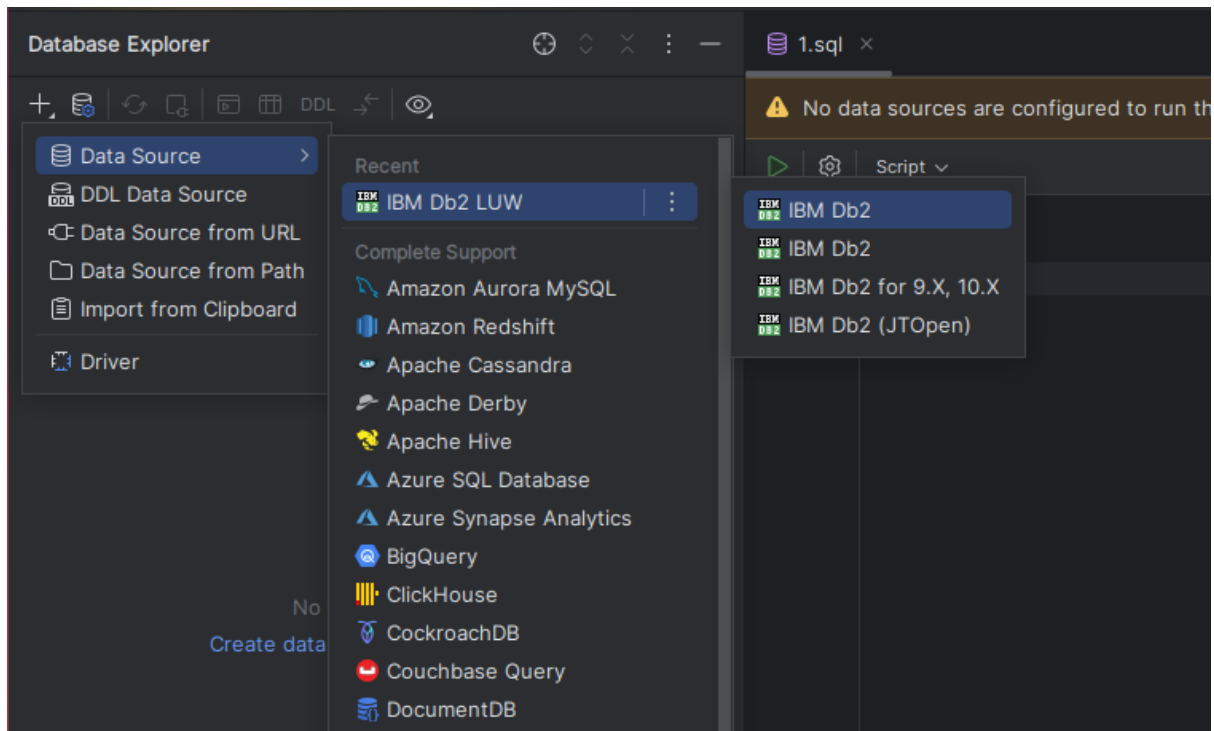 Database Explorer
1.sql
DDL
No data sources are configured to run th
Data Source
DDL Data Source
Data Source from URL
Data Source from Path
Import from Clipboard
Driver
No
Create data
Recent
IBM Db2 LUW
Complete Support
Amazon Aurora MySQL
Amazon Redshift
Apache Cassandra
Apache Derby
Apache Hive
Azure SQL Database
Azure Synapse Analytics
BigQuery
ClickHouse
CockroachDB
Couchbase Query
DocumentDB
Script
IBM Db2
IBM Db2
IBM Db2 for 9.X, 10.X
IBM Db2 (JTOpen)